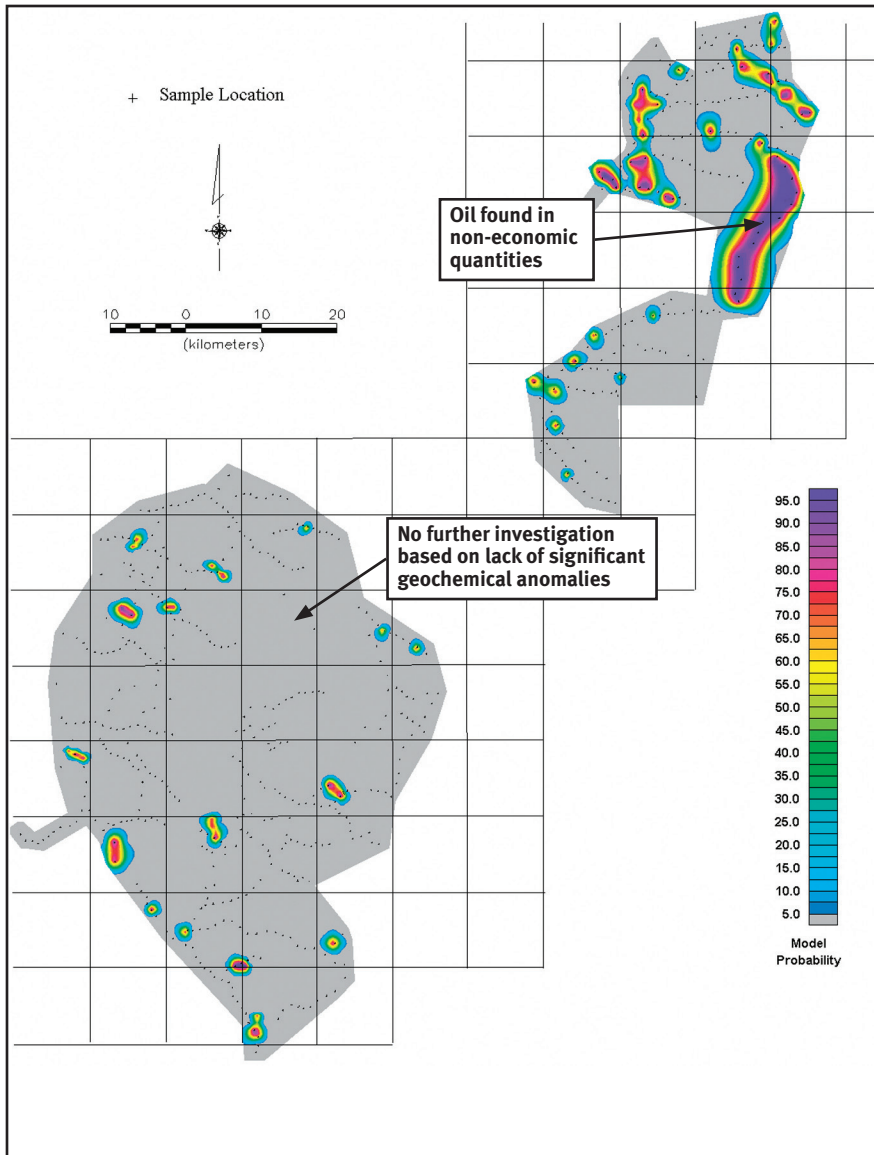 + Sample Location
10 0 10 20
(kilometers)
Oil found in
non-economic
quantities
No further investigation
based on lack of significant
geochemical anomalies
95.0
90.0
85.0
80.0
75.0
70.0
65.0
60.0
55.0
50.0
45.0
40.0
35.0
30.0
25.0
20.0
15.0
10.0
5.0
Model
Probability